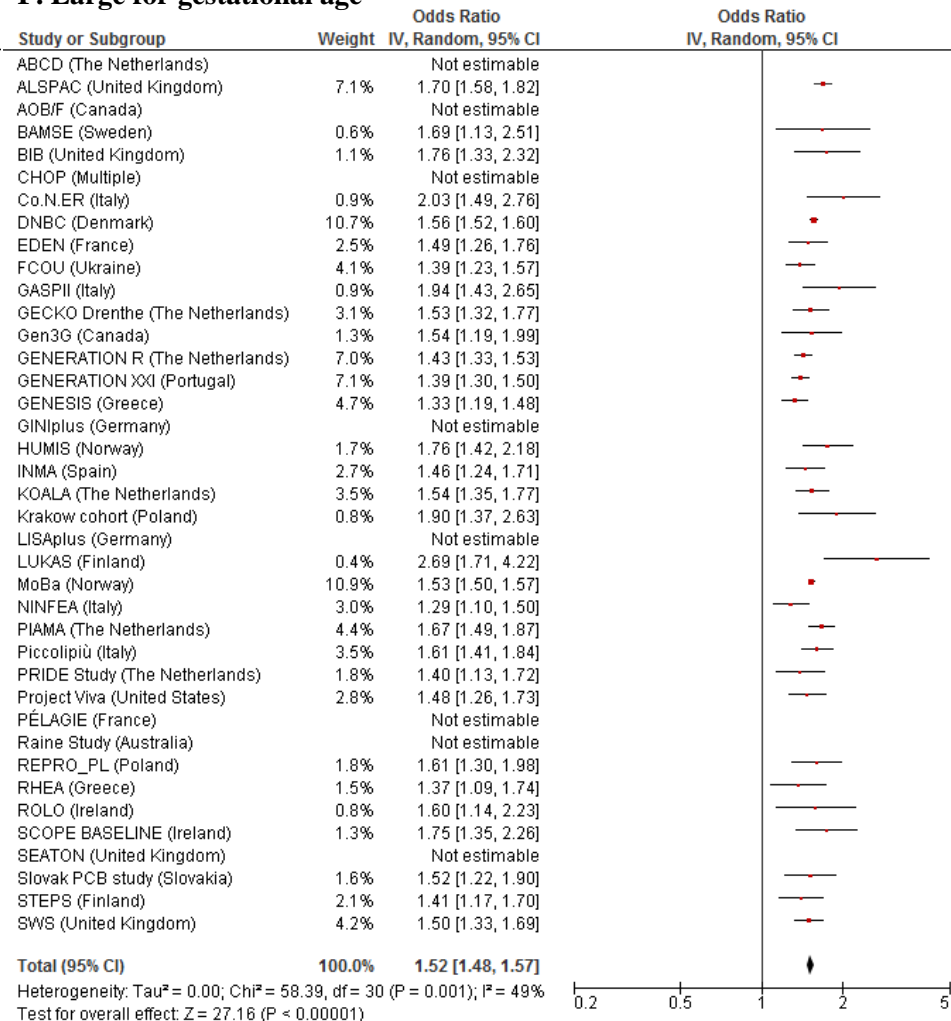 F. Large for gestational age
Odds Ratio Odds Ratio
Study or Subgroup Weight IV, Random, 95% CI IV, Random, 95% CI
ABCD (The Netherlands) Not estimable
ALSPAC (United Kingdom) 7.1% 1.70 [1.58, 1.82]
AOB/F (Canada) Not estimable
BAMSE (Sweden) 0.6% 1.69 [1.13, 2.51]
BIB (United Kingdom) 1.1% 1.76 [1.33, 2.32]
CHOP (Multiple) Not estimable
Co.N.ER (Italy) 0.9% 2.03 [1.49, 2.76]
DNBC (Denmark) 10.7% 1.56 [1.52, 1.60]
EDEN (France) 2.5% 1.49 [1.26, 1.76]
FCOU (Ukraine) 4.1% 1.39 [1.23, 1.57]
GASPII (Italy) 0.9% 1.94 [1.43, 2.65]
GECKO Drenthe (The Netherlands) 3.1% 1.53 [1.32, 1.77]
Gen3G (Canada) 1.3% 1.54 [1.19, 1.99]
GENERATION R (The Netherlands) 7.0% 1.43 [1.33, 1.53]
GENERATION XXI (Portugal) 7.1% 1.39 [1.30, 1.50]
GENESIS (Greece) 4.7% 1.33 [1.19, 1.48]
GINIplus (Germany) Not estimable
HUMIS (Norway) 1.7% 1.76 [1.42, 2.18]
INMA (Spain) 2.7% 1.46 [1.24, 1.71]
KOALA (The Netherlands) 3.5% 1.54 [1.35, 1.77]
Krakow cohort (Poland) 0.8% 1.90 [1.37, 2.63]
LISAplus (Germany) Not estimable
LUKAS (Finland) 0.4% 2.69 [1.71, 4.22]
MoBa (Norway) 10.9% 1.53 [1.50, 1.57]
NINFEA (Italy) 3.0% 1.29 [1.10, 1.50]
PIAMA (The Netherlands) 4.4% 1.67 [1.49, 1.87]
Piccolipiù (Italy) 3.5% 1.61 [1.41, 1.84]
PRIDE Study (The Netherlands) 1.8% 1.40 [1.13, 1.72]
Project Viva (United States) 2.8% 1.48 [1.26, 1.73]
PÉLAGIE (France) Not estimable
Raine Study (Australia) Not estimable
REPRO_PL (Poland) 1.8% 1.61 [1.30, 1.98]
RHEA (Greece) 1.5% 1.37 [1.09, 1.74]
ROLO (Ireland) 0.8% 1.60 [1.14, 2.23]
SCOPE BASELINE (Ireland) 1.3% 1.75 [1.35, 2.26]
SEATON (United Kingdom) Not estimable
Slovak PCB study (Slovakia) 1.6% 1.52 [1.22, 1.90]
STEPS (Finland) 2.1% 1.41 [1.17, 1.70]
SWS (United Kingdom) 4.2% 1.50 [1.33, 1.69]
Total (95% CI) 100.0% 1.52 [1.48, 1.57]
Heterogeneity: Tau² = 0.00; Chi² = 58.39, df = 30 (P = 0.001); I² = 49%
0.2 0.5 1 2 5
Test for overall effect: Z = 27.16 (P < 0.00001)